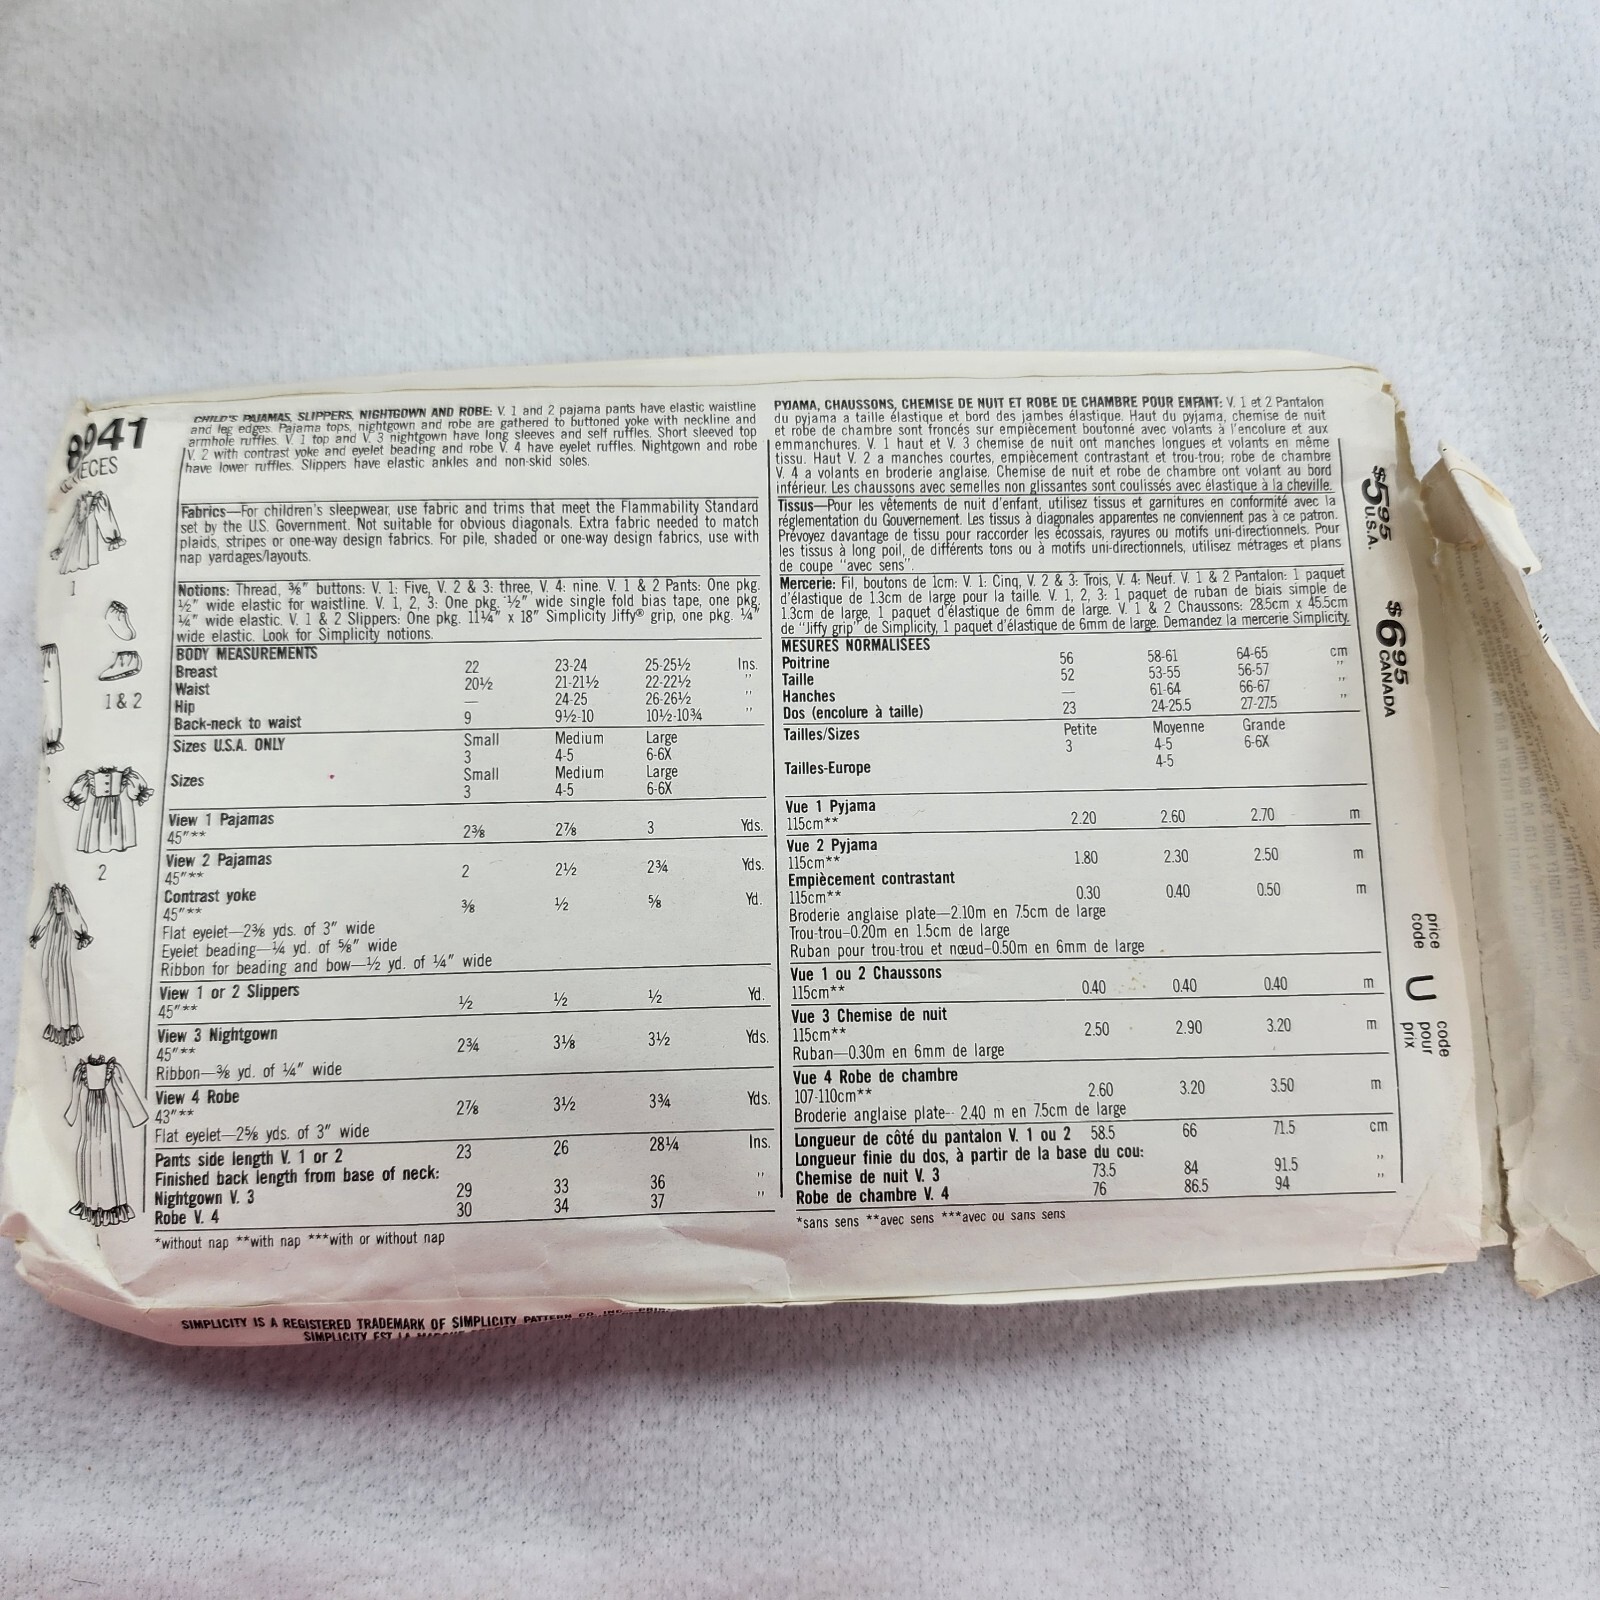 8941
PIECES
1
1 & 2
2
CHILD'S PAJAMAS, SLIPPERS, NIGHTGOWN AND ROBE: V. 1 and 2 pajama pants have elastic waistline
and leg edges. Pajama tops, nightgown and robe are gathered to buttoned yoke with neckline and
armhole ruffles. V. 1 top and V. 3 nightgown have long sleeves and self ruffles. Short sleeved top
V. 2 with contrast yoke and eyelet beading and robe V. 4 have eyelet ruffles. Nightgown and robe
have lower ruffles. Slippers have elastic ankles and non-skid soles.
Fabrics—For children's sleepwear, use fabric and trims that meet the Flammability Standard
set by the U.S. Government. Not suitable for obvious diagonals. Extra fabric needed to match
plaids, stripes or one-way design fabrics. For pile, shaded or one-way design fabrics, use with
nap yardages/layouts.
Notions: Thread, ⅜" buttons: V. 1: Five, V. 2 & 3: three, V. 4: nine. V. 1 & 2 Pants: One pkg.
½" wide elastic for waistline. V. 1, 2, 3: One pkg. ½" wide single fold bias tape, one pkg.
¼" wide elastic. V. 1 & 2 Slippers: One pkg. 11¼" x 18" Simplicity Jiffy® grip, one pkg. ¼"
wide elastic. Look for Simplicity notions.
BODY MEASUREMENTS
Breast 22 23-24 25-25½ Ins.
Waist 20½ 21-21½ 22-22½ "
Hip — 24-25 26-26½ "
Back-neck to waist 9 9½-10 10½-10¾ "
Sizes U.S.A. ONLY Small Medium Large
3 4-5 6-6X
Sizes Small Medium Large
3 4-5 6-6X
View 1 Pajamas
45"** 2⅜ 2⅞ 3 Yds.
View 2 Pajamas
45"** 2 2½ 2¾ Yds.
Contrast yoke
45"** ⅜ ½ ⅝ Yd.
Flat eyelet—2⅜ yds. of 3" wide
Eyelet beading—¼ yd. of ⅝" wide
Ribbon for beading and bow—½ yd. of ¼" wide
View 1 or 2 Slippers
45"** ½ ½ ½ Yd.
View 3 Nightgown
45"** 2¾ 3⅛ 3½ Yds.
Ribbon—⅜ yd. of ¼" wide
View 4 Robe
43"** 2⅞ 3½ 3¾ Yds.
Flat eyelet—2⅝ yds. of 3" wide
Pants side length V. 1 or 2 23 26 28¼ Ins.
Finished back length from base of neck:
Nightgown V. 3 29 33 36 "
Robe V. 4 30 34 37 "
*without nap **with nap ***with or without nap
PYJAMA, CHAUSSONS, CHEMISE DE NUIT ET ROBE DE CHAMBRE POUR ENFANT: V. 1 et 2 Pantalon
du pyjama a taille élastique et bord des jambes élastique. Haut du pyjama, chemise de nuit
et robe de chambre sont froncés sur empiècement boutonné avec volants à l'encolure et aux
emmanchures. V. 1 haut et V. 3 chemise de nuit ont manches longues et volants en même
tissu. Haut V. 2 a manches courtes, empiècement contrastant et trou-trou; robe de chambre
V. 4 a volants en broderie anglaise. Chemise de nuit et robe de chambre ont volant au bord
inférieur. Les chaussons avec semelles non glissantes sont coulissés avec élastique à la cheville.
Tissus—Pour les vêtements de nuit d'enfant, utilisez tissus et garnitures en conformité avec la
réglementation du Gouvernement. Les tissus à diagonales apparentes ne conviennent pas à ce patron.
Prévoyez davantage de tissu pour raccorder les écossais, rayures ou motifs uni-directionnels. Pour
les tissus à long poil, de différents tons ou à motifs uni-directionnels, utilisez métrages et plans
de coupe "avec sens".
Mercerie: Fil, boutons de 1cm: V. 1: Cinq, V. 2 & 3: Trois, V. 4: Neuf. V. 1 & 2 Pantalon: 1 paquet
d'élastique de 1.3cm de large pour la taille. V. 1, 2, 3: 1 paquet de ruban de biais simple de
1.3cm de large, 1 paquet d'élastique de 6mm de large. V. 1 & 2 Chaussons: 28.5cm x 45.5cm
de "Jiffy grip" de Simplicity, 1 paquet d'élastique de 6mm de large. Demandez la mercerie Simplicity.
MESURES NORMALISEES
Poitrine 56 58-61 64-65 cm
Taille 52 53-55 56-57 "
Hanches — 61-64 66-67 "
Dos (encolure à taille) 23 24-25.5 27-27.5 "
Tailles/Sizes Petite Moyenne Grande
3 4-5 6-6X
Tailles-Europe 4-5
Vue 1 Pyjama
115cm** 2.20 2.60 2.70 m
Vue 2 Pyjama
115cm** 1.80 2.30 2.50 m
Empiècement contrastant
115cm** 0.30 0.40 0.50 m
Broderie anglaise plate—2.10m en 7.5cm de large
Trou-trou—0.20m en 1.5cm de large
Ruban pour trou-trou et nœud—0.50m en 6mm de large
Vue 1 ou 2 Chaussons
115cm** 0.40 0.40 0.40 m
Vue 3 Chemise de nuit
115cm** 2.50 2.90 3.20 m
Ruban—0.30m en 6mm de large
Vue 4 Robe de chambre
107-110cm** 2.60 3.20 3.50 m
Broderie anglaise plate-- 2.40 m en 7.5cm de large
Longueur de côté du pantalon V. 1 ou 2 58.5 66 71.5 cm
Longueur finie du dos, à partir de la base du cou:
Chemise de nuit V. 3 73.5 84 91.5 "
Robe de chambre V. 4 76 86.5 94 "
*sans sens **avec sens ***avec ou sans sens
$5.95 U.S.A.
$6.95 CANADA
price code
U
code pour prix
SIMPLICITY IS A REGISTERED TRADEMARK OF SIMPLICITY PATTERN CO. INC.
SIMPLICITY EST LA MARQUE